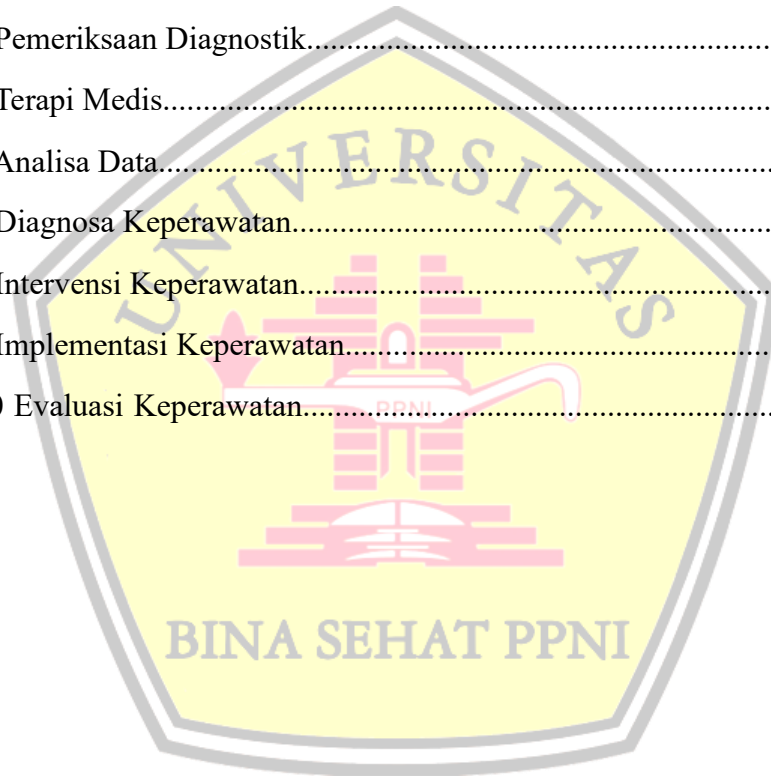 Pemeriksaan Diagnostik..........................................................
Terapi Medis............................................................................
Analisa Data.............................................................................
Diagnosa Keperawatan............................................................
Intervensi Keperawatan...........................................................
Implementasi Keperawatan.....................................................
Evaluasi Keperawatan...........................................................
UNIVERSITAS
PPNI
BINA SEHAT PPNI